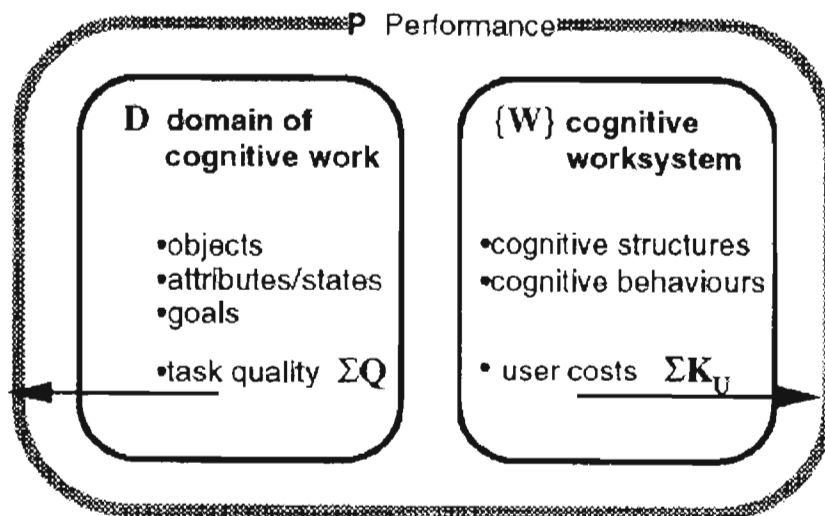 P Performance
D domain of
cognitive work
•objects
•attributes/states
•goals
•task quality ΣQ
{W} cognitive
worksystem
•cognitive structures
•cognitive behaviours
• user costs ΣK_U